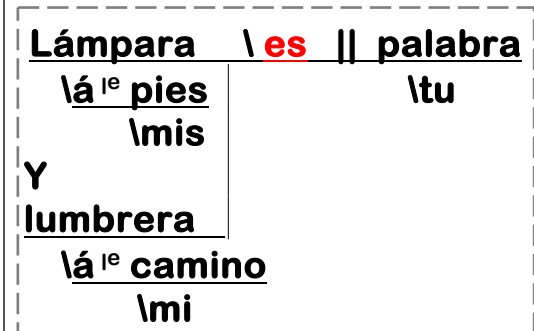 Lámpara \ es || palabra
\á le pies \tu
\mis
Y
lumbrera
\á le camino
\mi